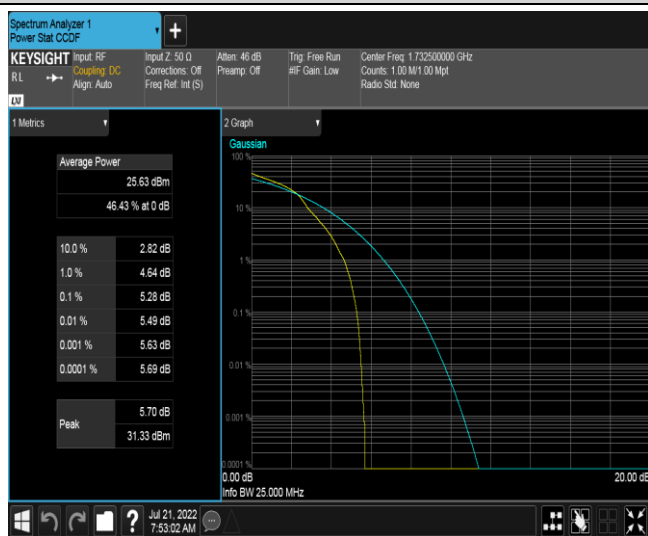 Spectrum Analyzer 1
Power Stat CCDF
+
KEYSIGHT
RL
LXI
Input: RF
Coupling: DC
Align: Auto
Input Z: 50 Ω
Corrections: Off
Freq Ref: Int (S)
Atten: 46 dB
Preamp: Off
Trig: Free Run
#IF Gain: Low
Center Freq: 1.732500000 GHz
Counts: 1.00 M/1.00 Mpt
Radio Std: None
1 Metrics
Average Power
25.63 dBm
46.43 % at 0 dB
10.0 % 2.82 dB
1.0 % 4.64 dB
0.1 % 5.28 dB
0.01 % 5.49 dB
0.001 % 5.63 dB
0.0001 % 5.69 dB
Peak
5.70 dB
31.33 dBm
2 Graph
Gaussian
100 %
10 %
1 %
0.1 %
0.01 %
0.001 %
0.0001 %
0.00 dB
20.00 dB
Info BW 25.000 MHz
?
Jul 21, 2022
7:53:02 AM